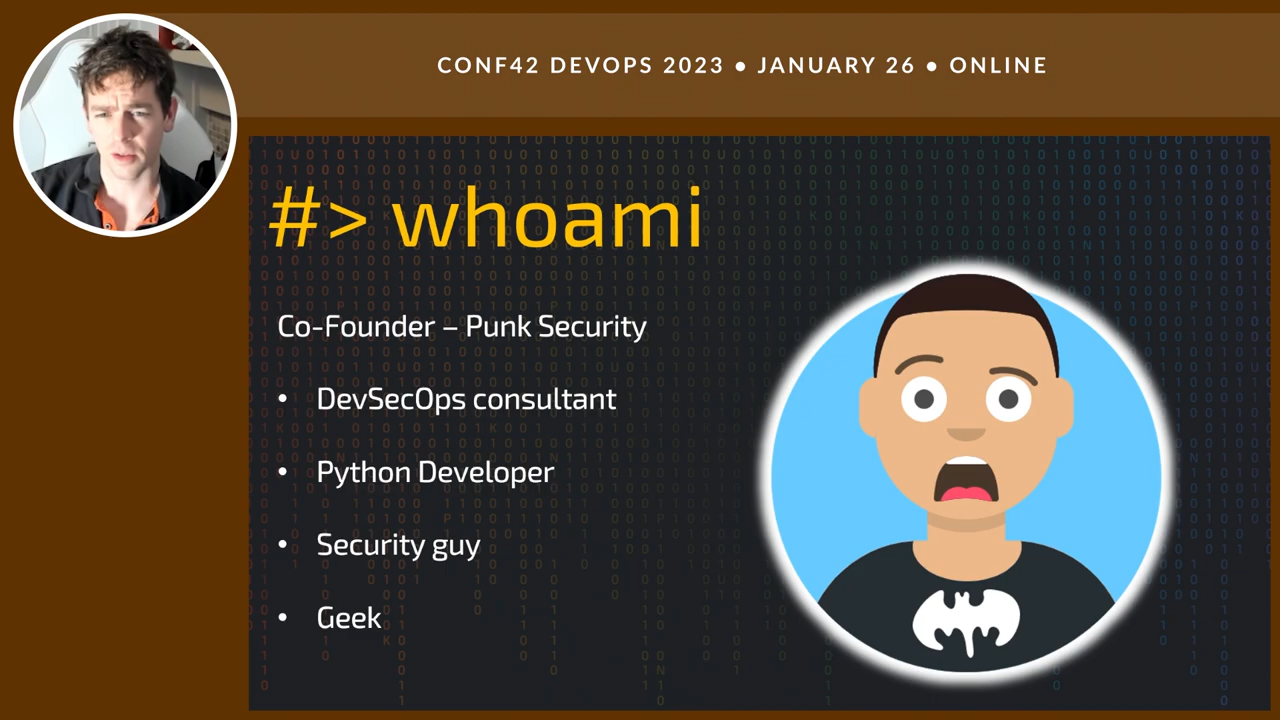 CONF42 DEVOPS 2023 ● JANUARY 26 ● ONLINE
#> whoami
Co-Founder – Punk Security
• DevSecOps consultant
• Python Developer
• Security guy
• Geek